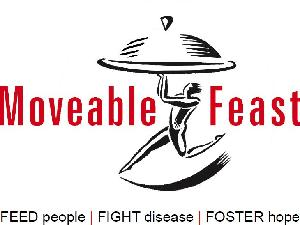 Moveable Feast
FEED people | FIGHT disease | FOSTER hope